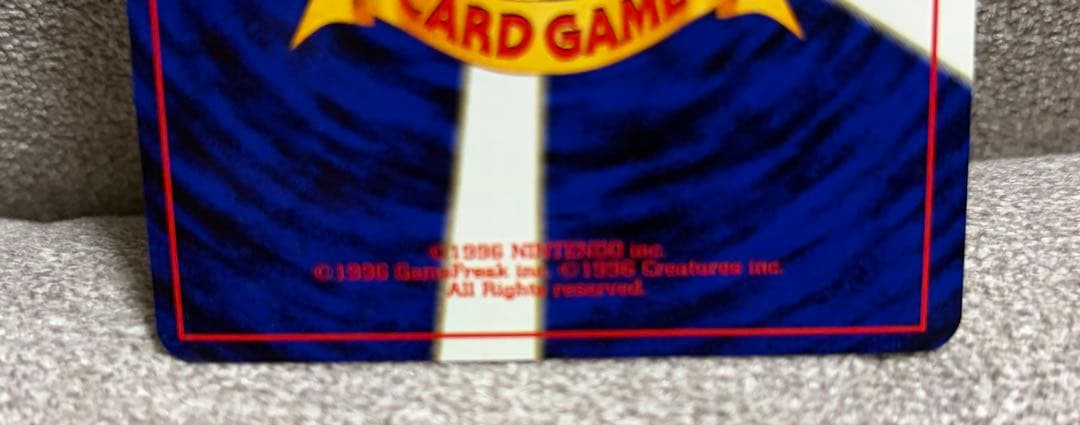 CARD GAME
©1996 NINTENDO inc.
©1996 GameFreak inc. ©1996 Creatures inc.
All Rights reserved.